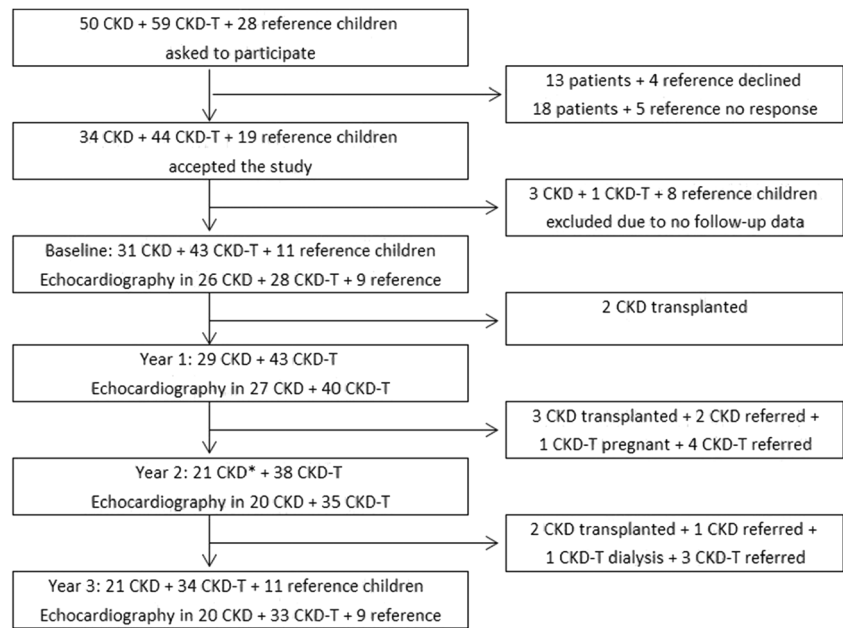 50 CKD + 59 CKD-T + 28 reference children
asked to participate
13 patients + 4 reference declined
18 patients + 5 reference no response
34 CKD + 44 CKD-T + 19 reference children
accepted the study
3 CKD + 1 CKD-T + 8 reference children
excluded due to no follow-up data
Baseline: 31 CKD + 43 CKD-T + 11 reference children
Echocardiography in 26 CKD + 28 CKD-T + 9 reference
2 CKD transplanted
Year 1: 29 CKD + 43 CKD-T
Echocardiography in 27 CKD + 40 CKD-T
3 CKD transplanted + 2 CKD referred +
1 CKD-T pregnant + 4 CKD-T referred
Year 2: 21 CKD* + 38 CKD-T
Echocardiography in 20 CKD + 35 CKD-T
2 CKD transplanted + 1 CKD referred +
1 CKD-T dialysis + 3 CKD-T referred
Year 3: 21 CKD + 34 CKD-T + 11 reference children
Echocardiography in 20 CKD + 33 CKD-T + 9 reference